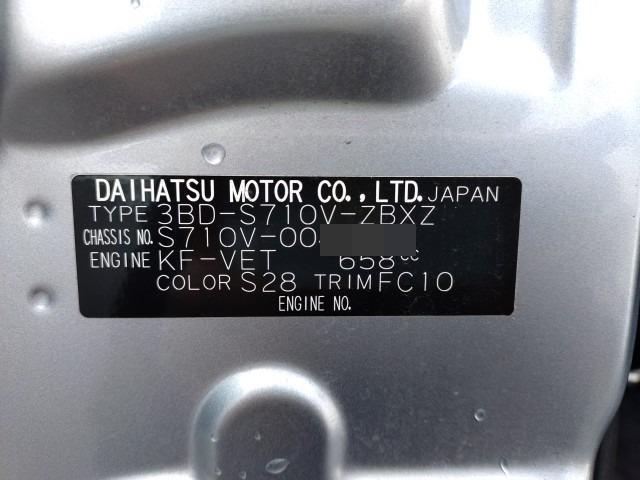 DAIHATSU MOTOR CO., LTD. JAPAN
TYPE 3BD-S710V-ZBXZ
CHASSIS NO. S710V-00
ENGINE KF-VET 658cc
COLOR S28 TRIM FC10
ENGINE NO.